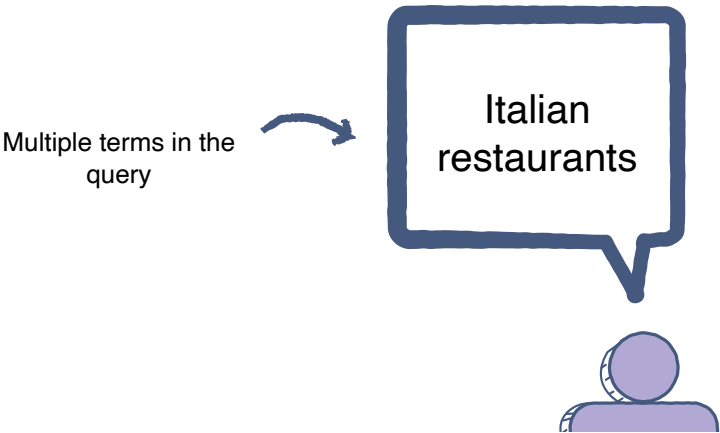 Multiple terms in the
query
Italian
restaurants